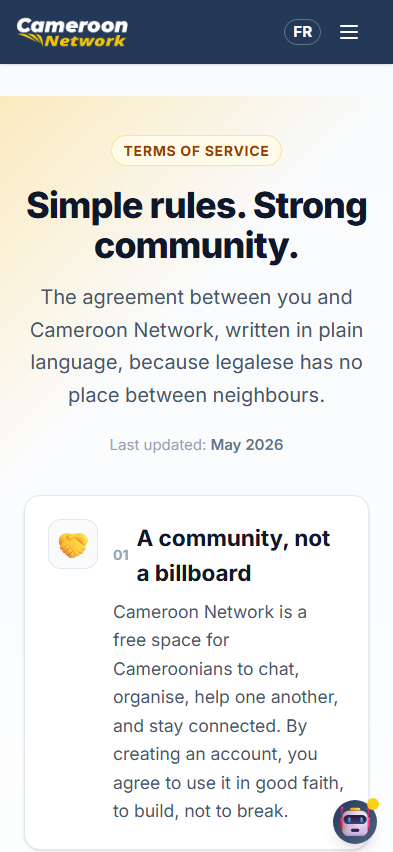 Cameroon
Network
FR
TERMS OF SERVICE
Simple rules. Strong
community.
The agreement between you and
Cameroon Network, written in plain
language, because legalese has no
place between neighbours.
Last updated: May 2026
01
A community, not
a billboard
Cameroon Network is a
free space for
Cameroonians to chat,
organise, help one another,
and stay connected. By
creating an account, you
agree to use it in good faith,
to build, not to break.